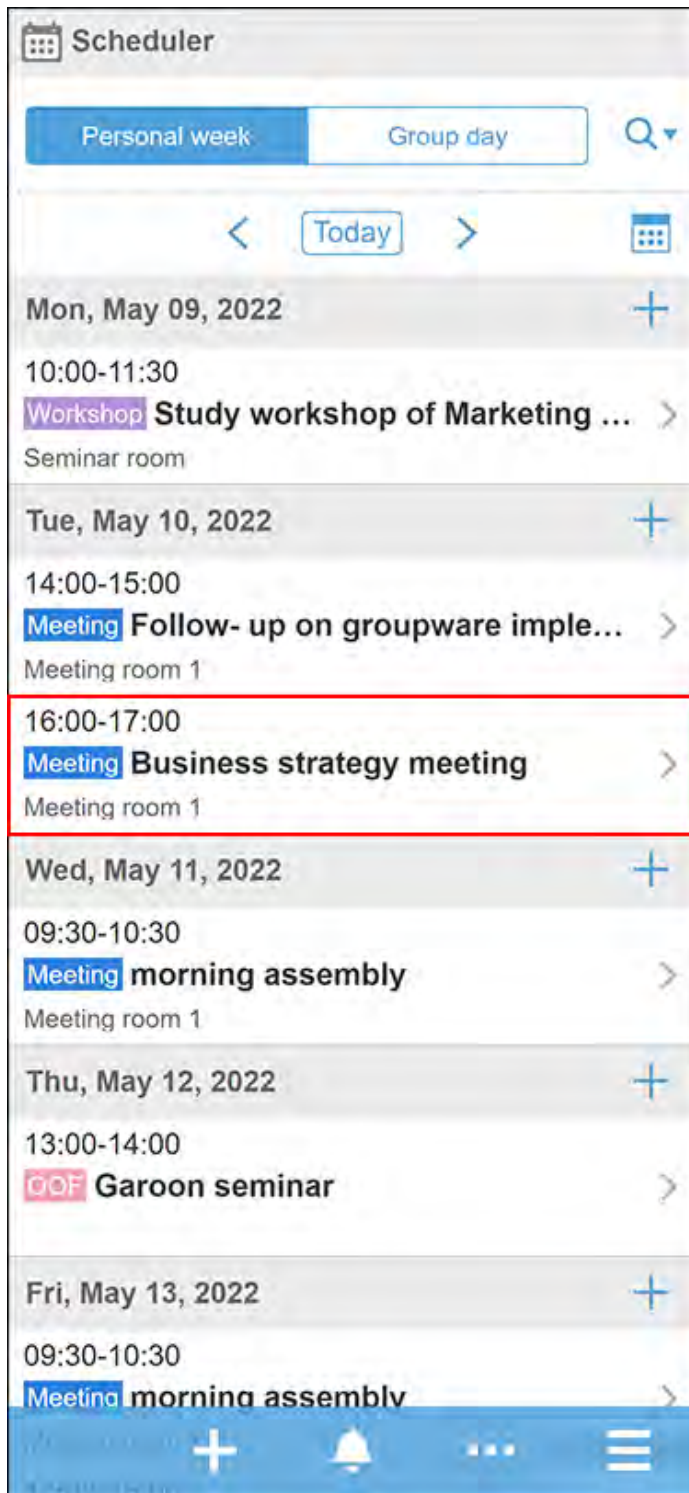 Scheduler
Personal week Group day
Today
Mon, May 09, 2022
10:00-11:30
Workshop Study workshop of Marketing ...
Seminar room
Tue, May 10, 2022
14:00-15:00
Meeting Follow- up on groupware imple...
Meeting room 1
16:00-17:00
Meeting Business strategy meeting
Meeting room 1
Wed, May 11, 2022
09:30-10:30
Meeting morning assembly
Meeting room 1
Thu, May 12, 2022
13:00-14:00
OOF Garoon seminar
Fri, May 13, 2022
09:30-10:30
Meeting morning assembly